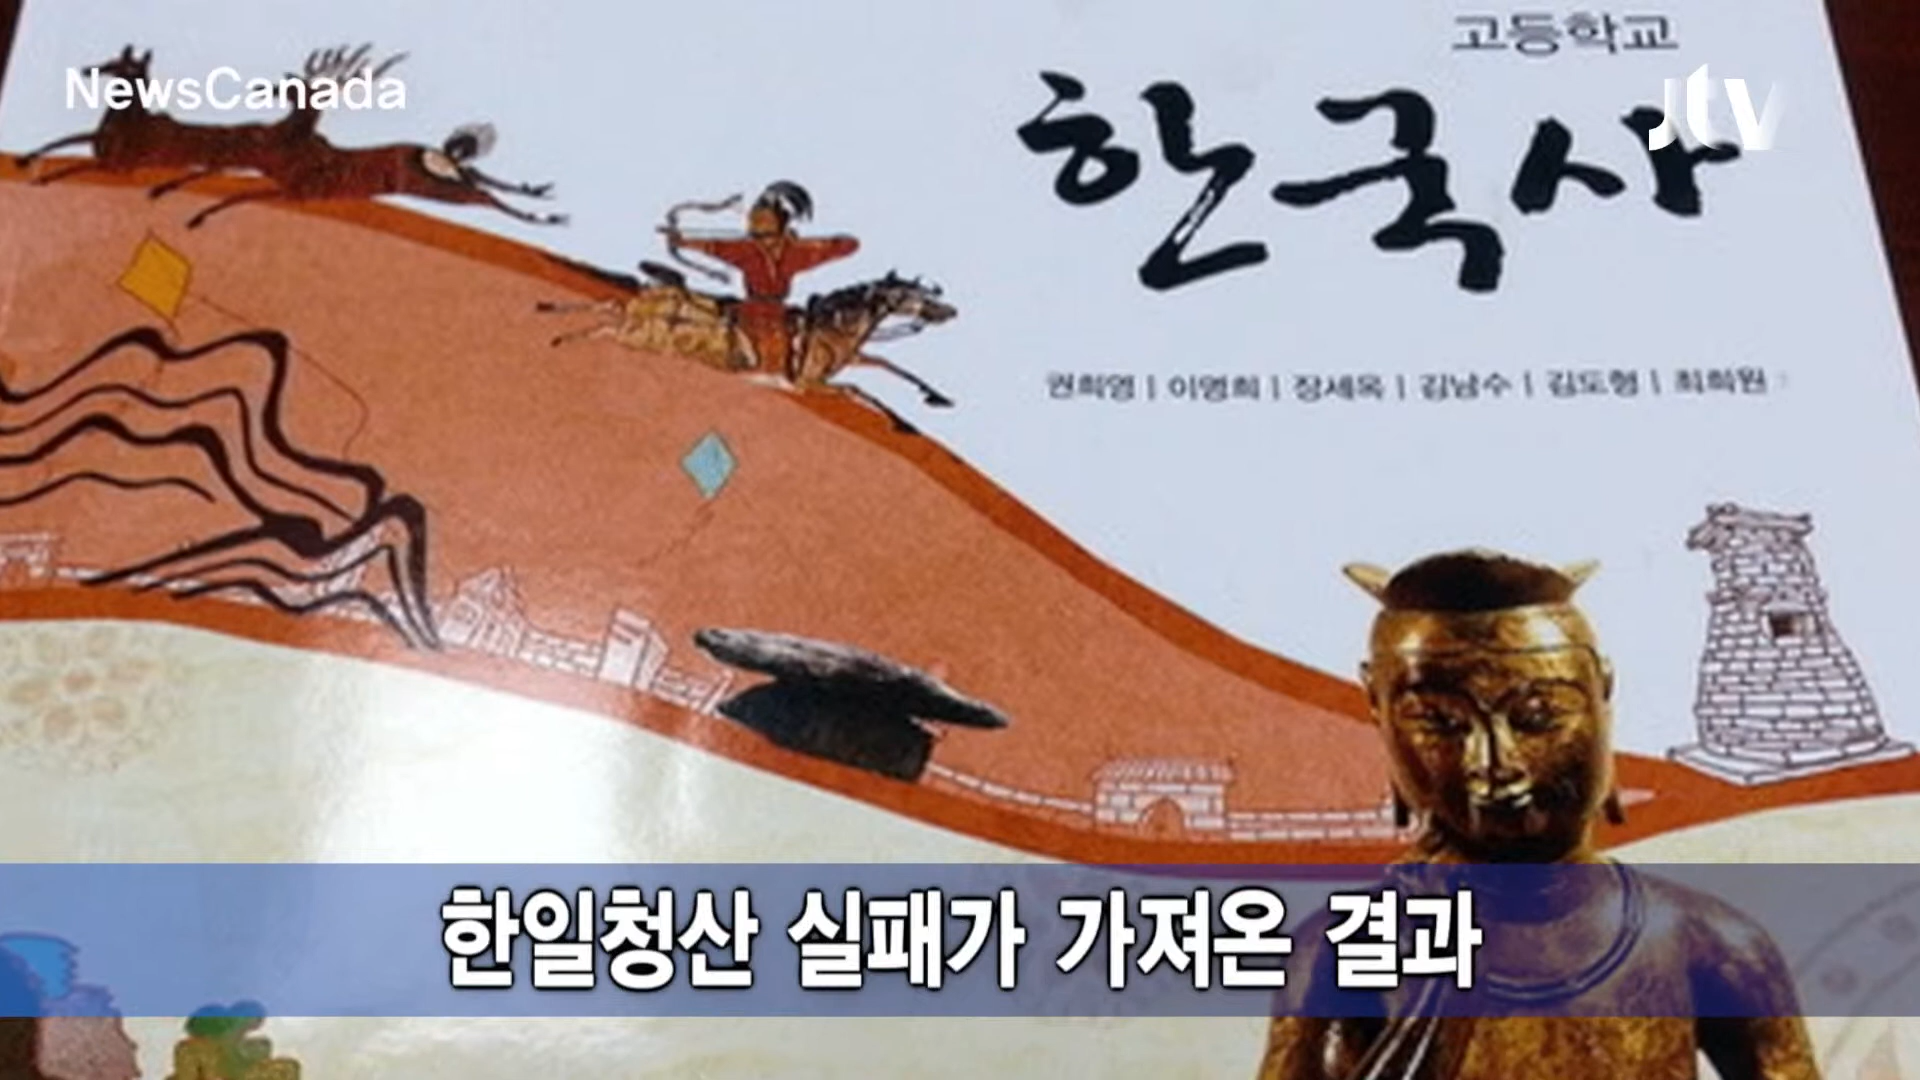 NewsCanada
jtv
고등학교
한국사
권희영 | 이명희 | 장세옥 | 김남수 | 김도형 | 최희원
한일청산 실패가 가져온 결과